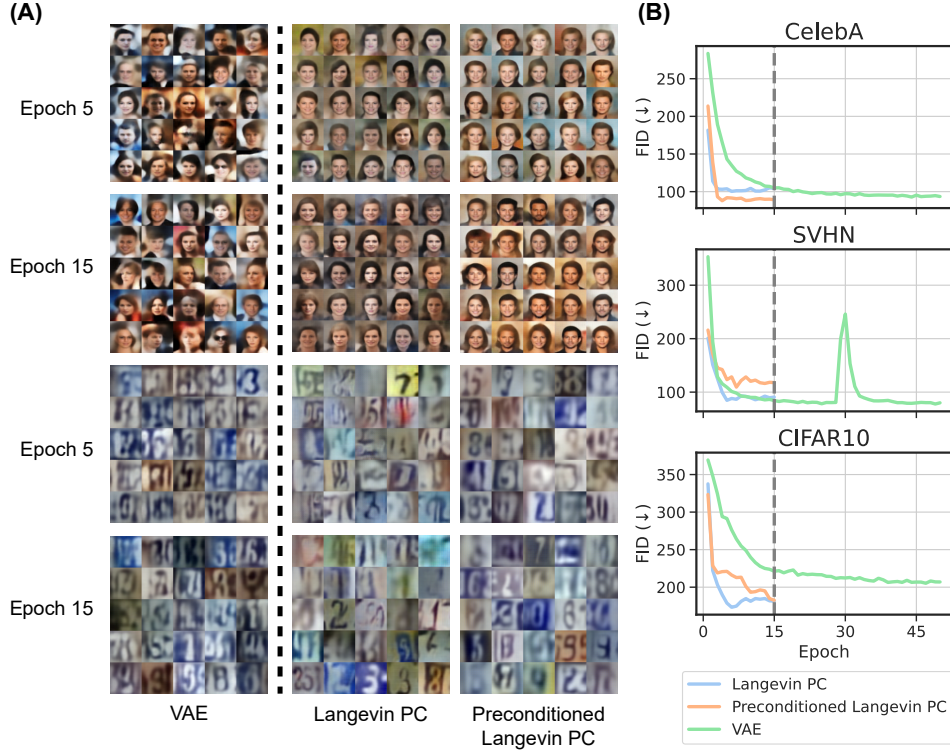 (A)
Epoch 5
Epoch 15
Epoch 5
Epoch 15
VAE
Langevin PC
Preconditioned
Langevin PC
(B)
CelebA
FID (↓)
250
200
150
100
SVHN
FID (↓)
300
200
100
CIFAR10
FID (↓)
350
300
250
200
0
15
30
45
Epoch
Langevin PC
Preconditioned Langevin PC
VAE